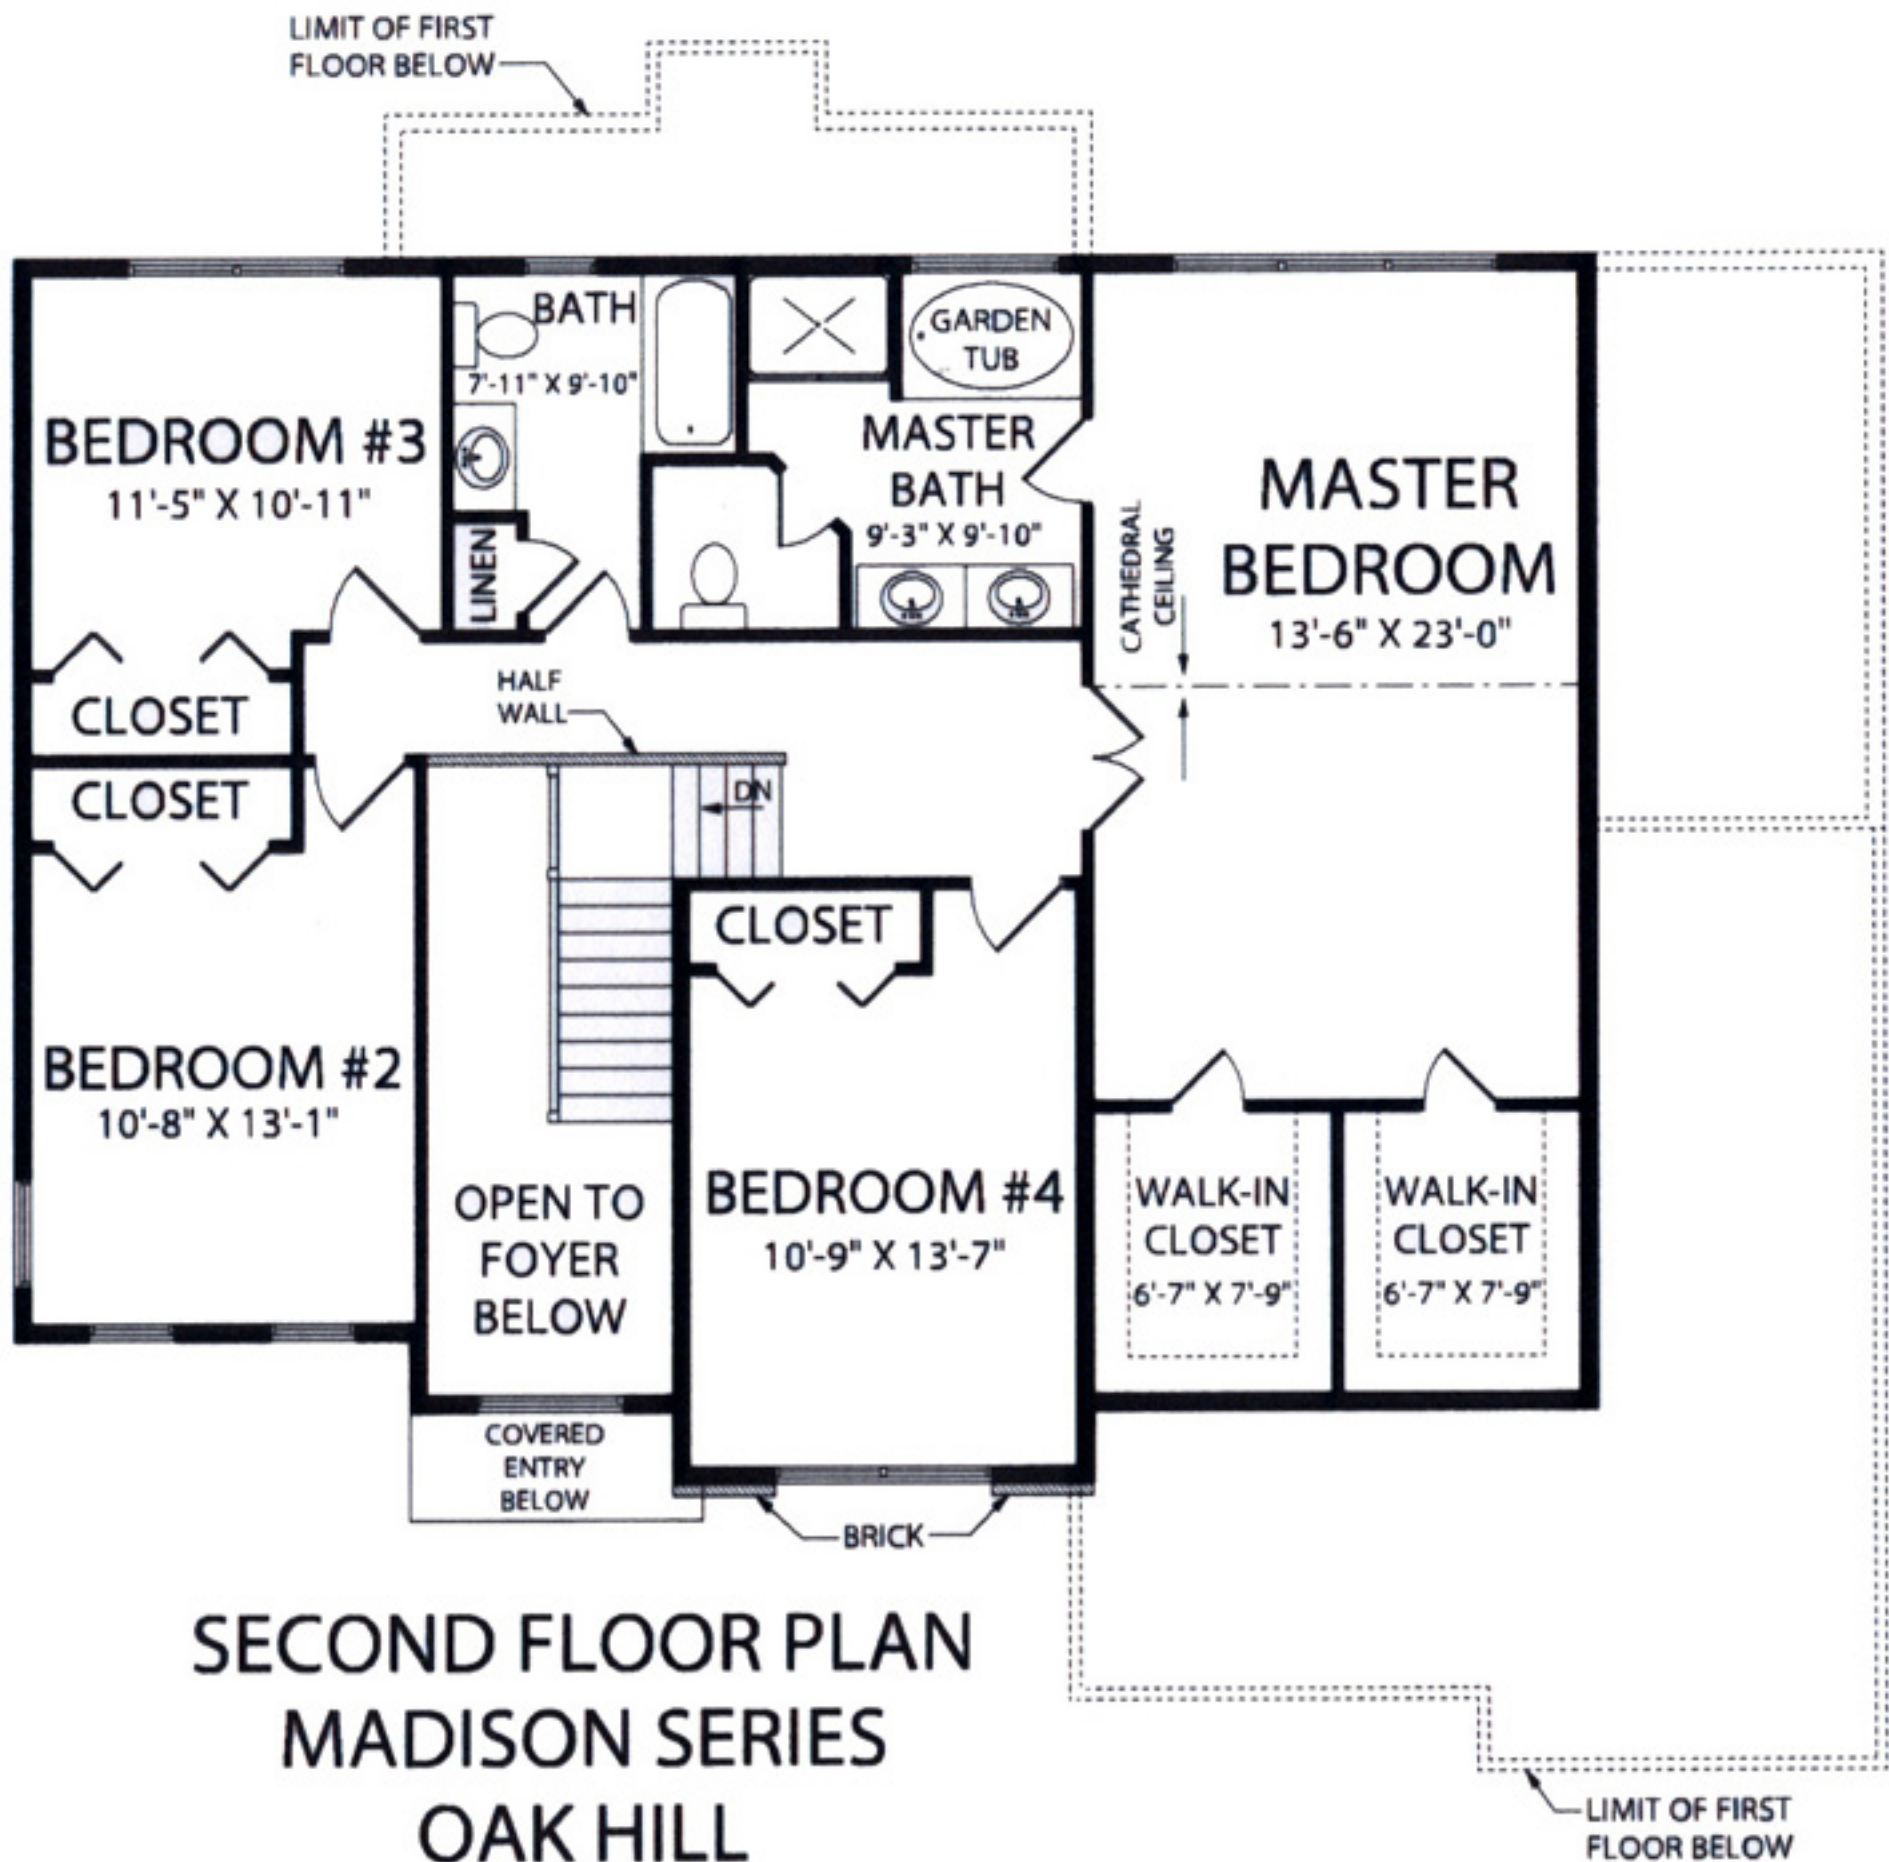 LIMIT OF FIRST
FLOOR BELOW
BATH
7'-11" X 9'-10"
GARDEN
TUB
BEDROOM #3
11'-5" X 10'-11"
MASTER
BATH
9'-3" X 9'-10"
MASTER
BEDROOM
13'-6" X 23'-0"
CATHEDRAL
CEILING
LINEN
HALF
WALL
CLOSET
CLOSET
DN
CLOSET
BEDROOM #2
10'-8" X 13'-1"
OPEN TO
FOYER
BELOW
BEDROOM #4
10'-9" X 13'-7"
WALK-IN
CLOSET
6'-7" X 7'-9"
WALK-IN
CLOSET
6'-7" X 7'-9"
COVERED
ENTRY
BELOW
BRICK
SECOND FLOOR PLAN
MADISON SERIES
OAK HILL
LIMIT OF FIRST
FLOOR BELOW